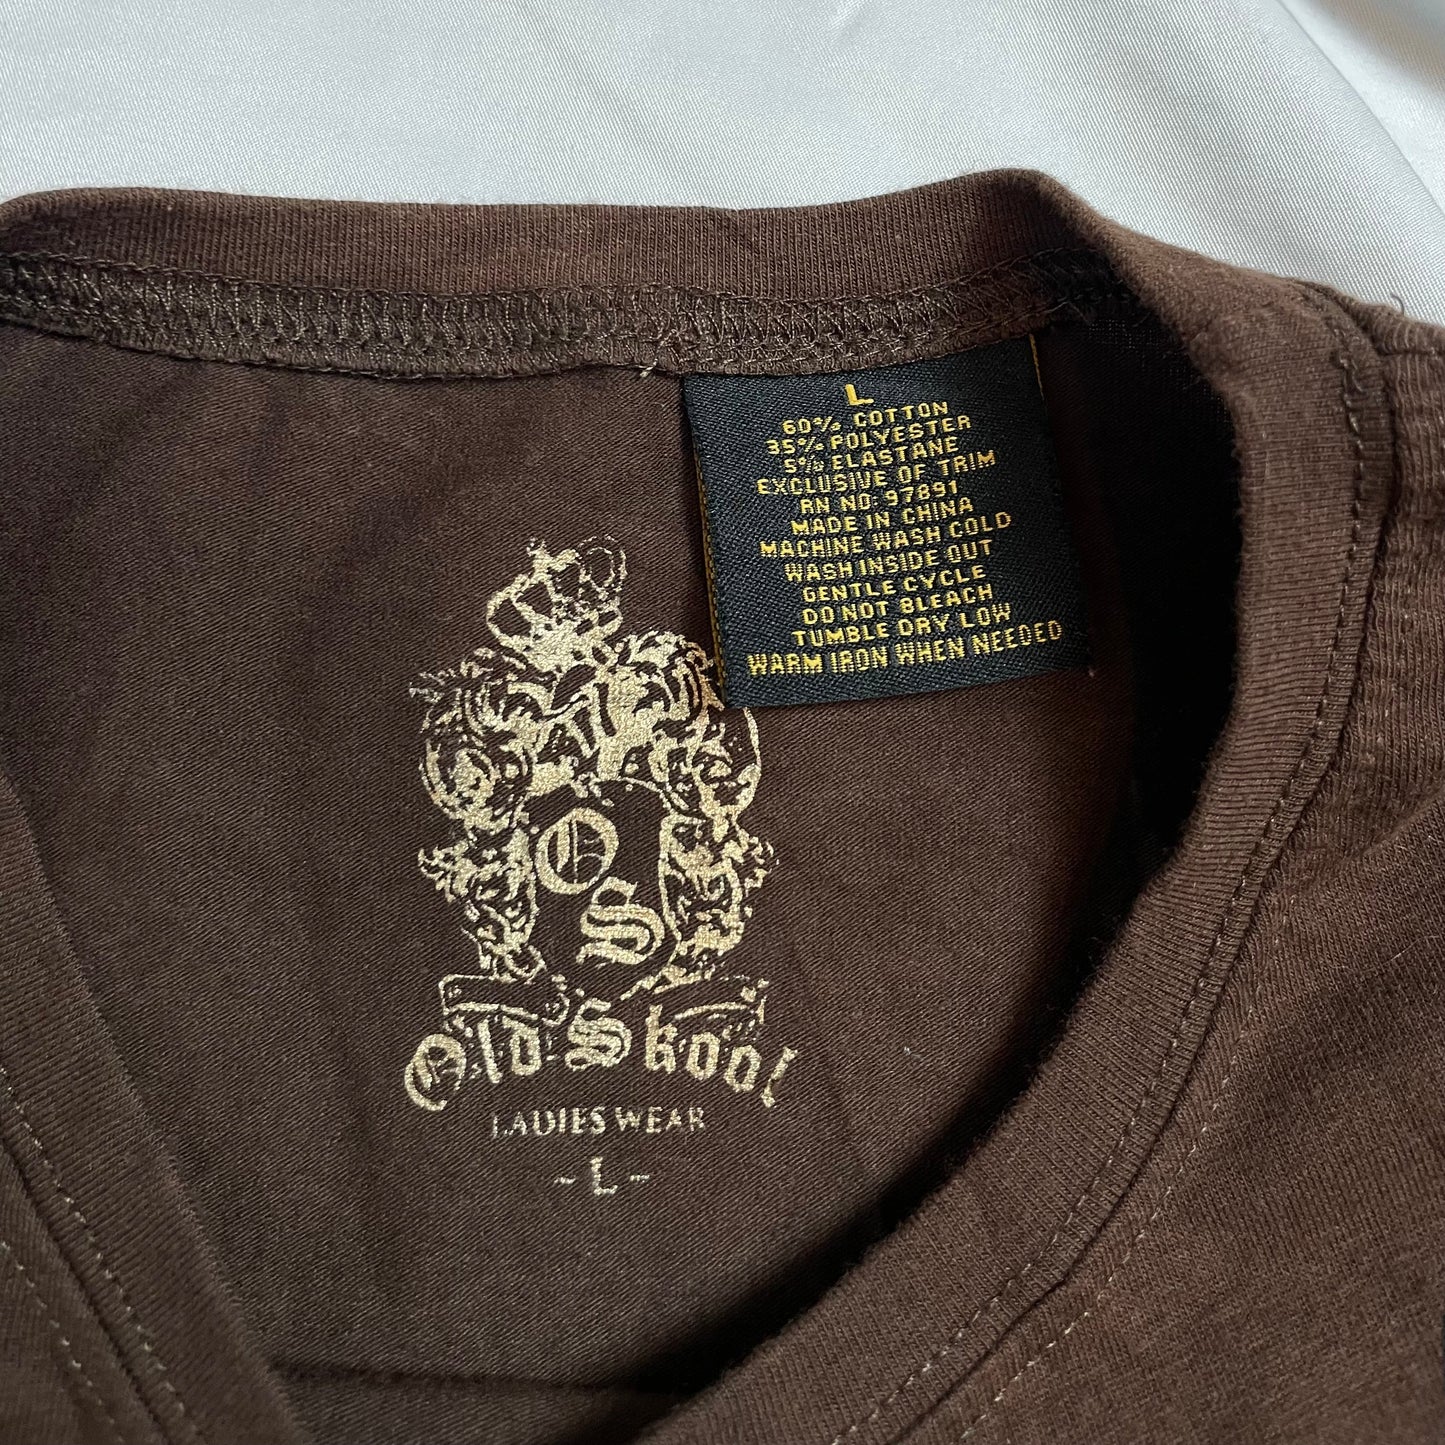 L
60% COTTON
35% POLYESTER
5% ELASTANE
EXCLUSIVE OF TRIM
RN NO: 97891
MADE IN CHINA
MACHINE WASH COLD
WASH INSIDE OUT
GENTLE CYCLE
DO NOT BLEACH
TUMBLE DRY LOW
WARM IRON WHEN NEEDED
O
S
Old Skool
LADIES WEAR
- L -